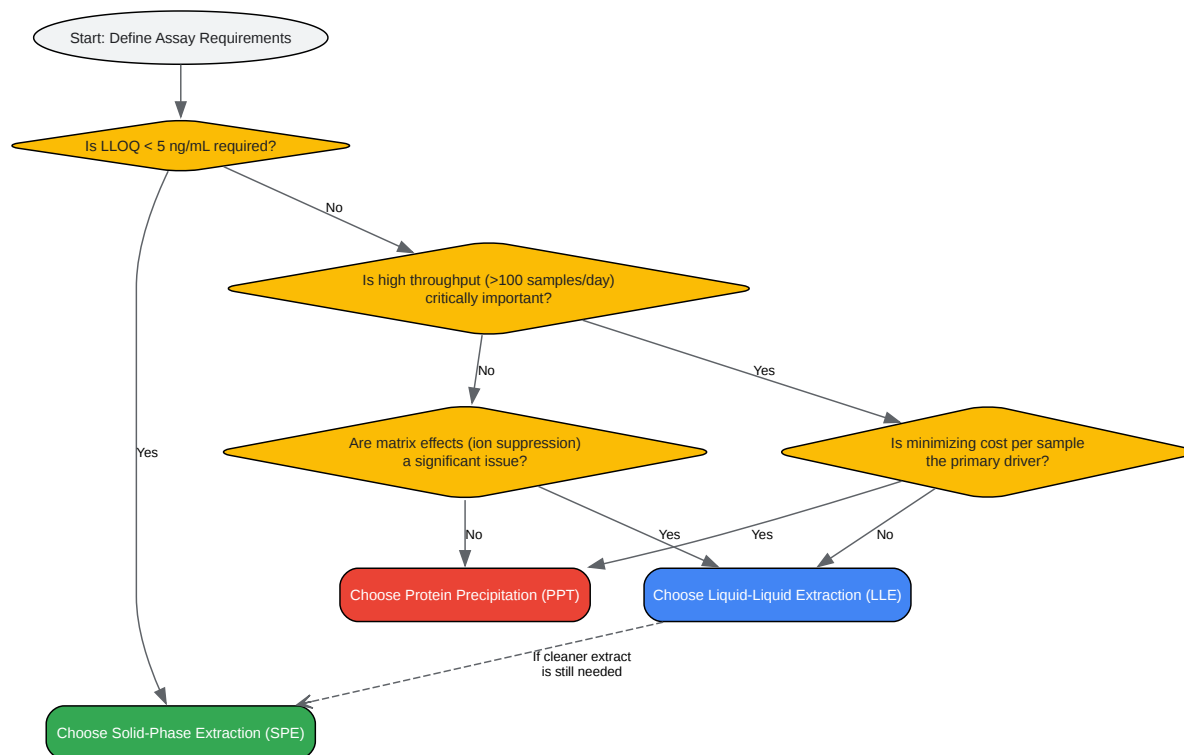 Start: Define Assay Requirements
Is LLOQ < 5 ng/mL required?
No
Is high throughput (>100 samples/day)
critically important?
No
Yes
Are matrix effects (ion suppression)
a significant issue?
Is minimizing cost per sample
the primary driver?
Yes
No
Yes
Yes
No
Choose Protein Precipitation (PPT)
Choose Liquid-Liquid Extraction (LLE)
If cleaner extract
is still needed
Choose Solid-Phase Extraction (SPE)